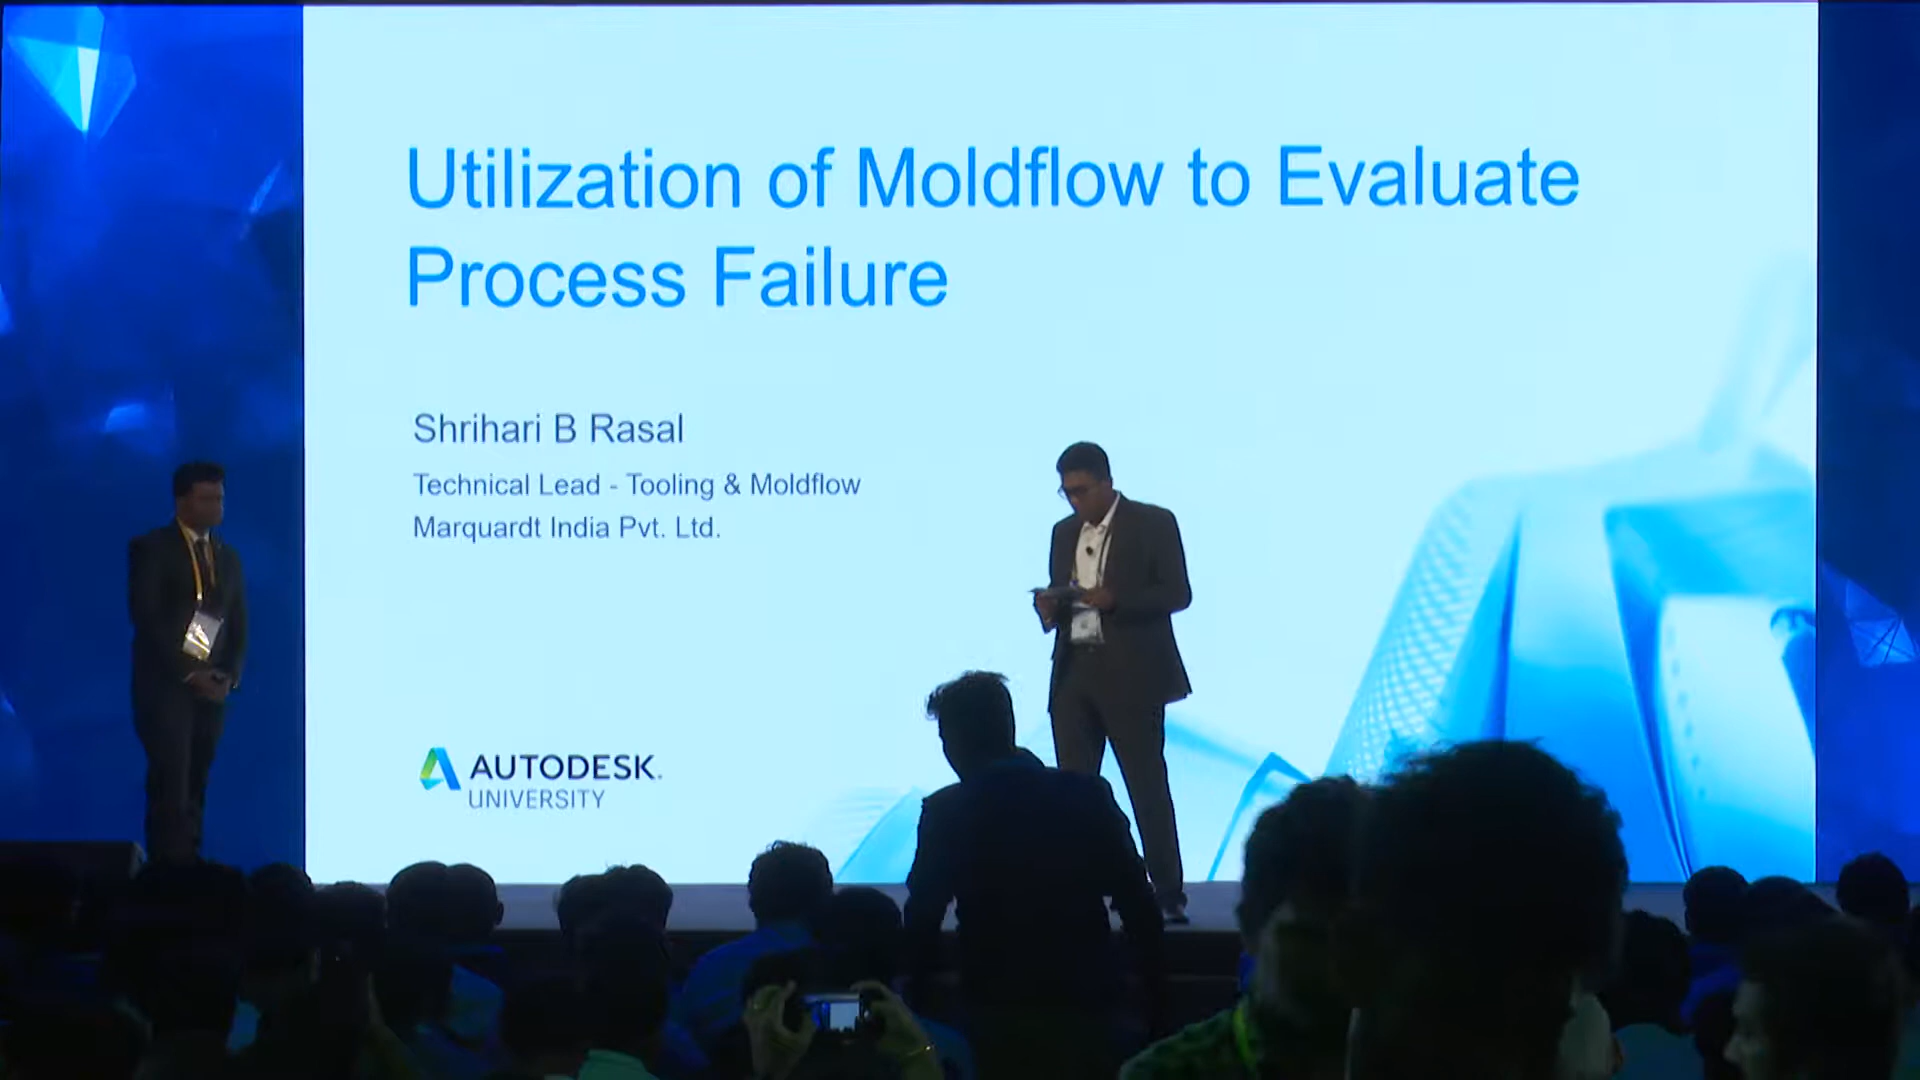 Utilization of Moldflow to Evaluate
Process Failure
Shrihari B Rasal
Technical Lead - Tooling & Moldflow
Marquardt India Pvt. Ltd.
AUTODESK.
UNIVERSITY